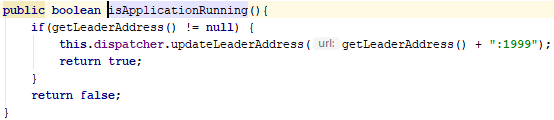 public boolean isApplicationRunning(){
    if(getLeaderAddress() != null) {
        this.dispatcher.updateLeaderAddress( url: getLeaderAddress() + ":1999");
        return true;
    }
    return false;
}